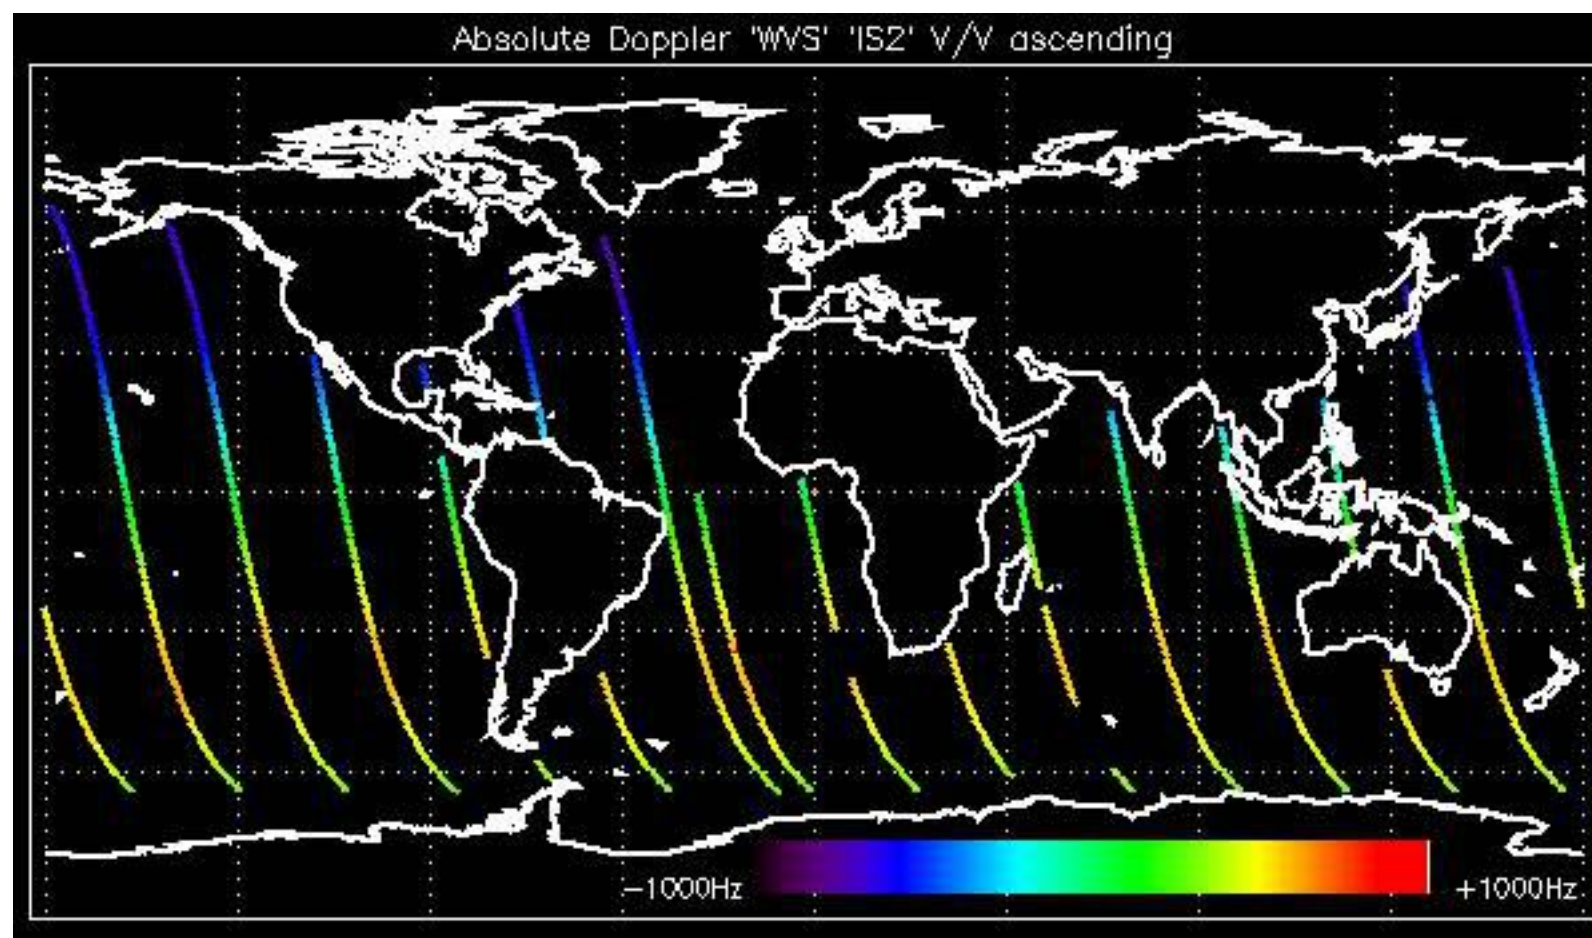 Absolute Doppler 'WVS' 'IS2' V/V ascending
-1000Hz
+1000Hz